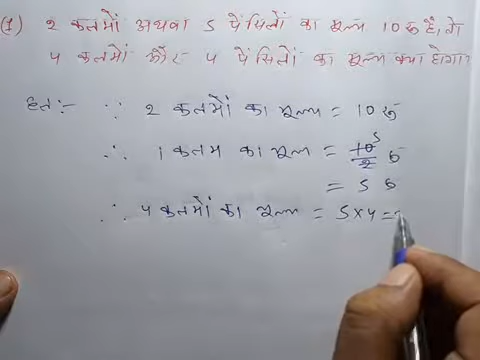 (1) 2 कलमों अथवा 5 पेंसिलों का मूल्य 10 रु है, तो
4 कलमों और 4 पेंसिलों का मूल्य क्या होगा।
हल:- ∵ 2 कलमों का मूल्य = 10 रु
∴ 1 कलम का मूल्य = 10/2 5 रु
= 5 रु
∴ 4 कलमों का मूल्य = 5×4 =